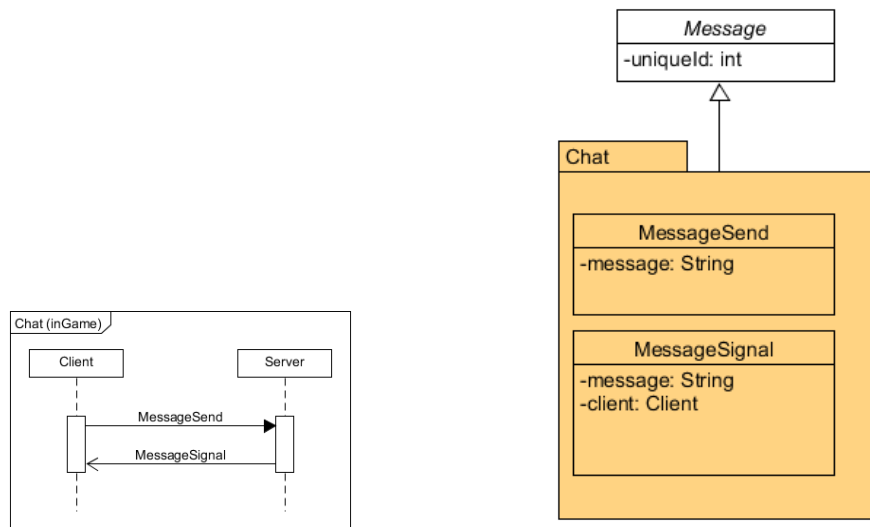 Message
-uniqueId: int
Chat
MessageSend
-message: String
MessageSignal
-message: String
-client: Client
Chat (inGame)
Client
Server
MessageSend
MessageSignal